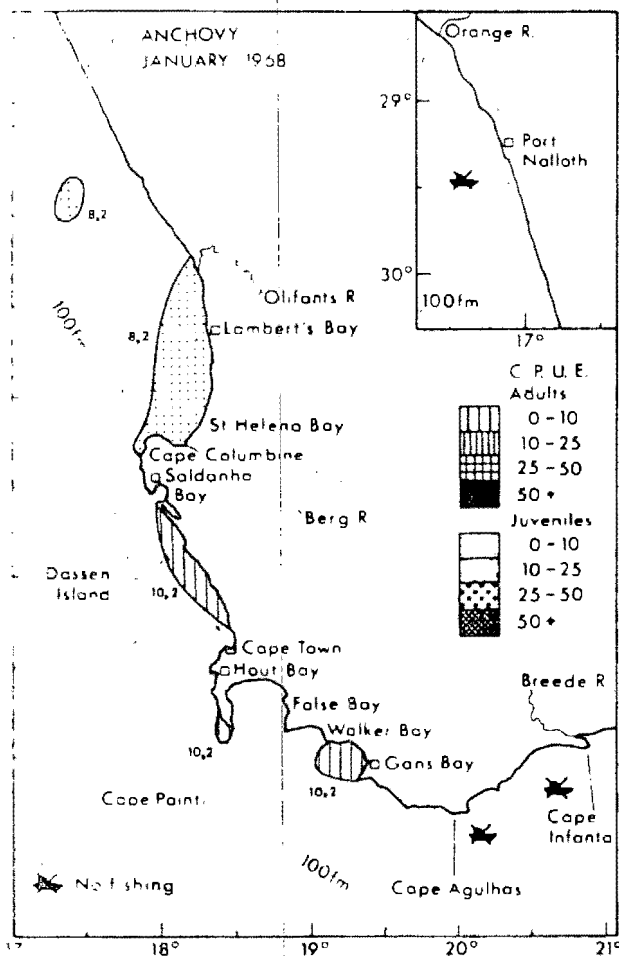 ANCHOVY
JANUARY 1968
Orange R.
29°
Port
Nalloth
30°
100fm
17°
8,2
100fm
Olifants R
8,2
Lambert's Bay
St Helena Bay
Cape Columbine
Saldanha
Bay
Berg R
Dassen
Island
10,2
Cape Town
Hout Bay
False Bay
Walker Bay
10,2
10,2
Gans Bay
Breede R
Cape Point
Cape
Infanta
100fm
Cape Agulhas
No fishing
C.P.U.E.
Adults
0-10
10-25
25-50
50+
Juveniles
0-10
10-25
25-50
50+
17
18°
19°
20°
21°